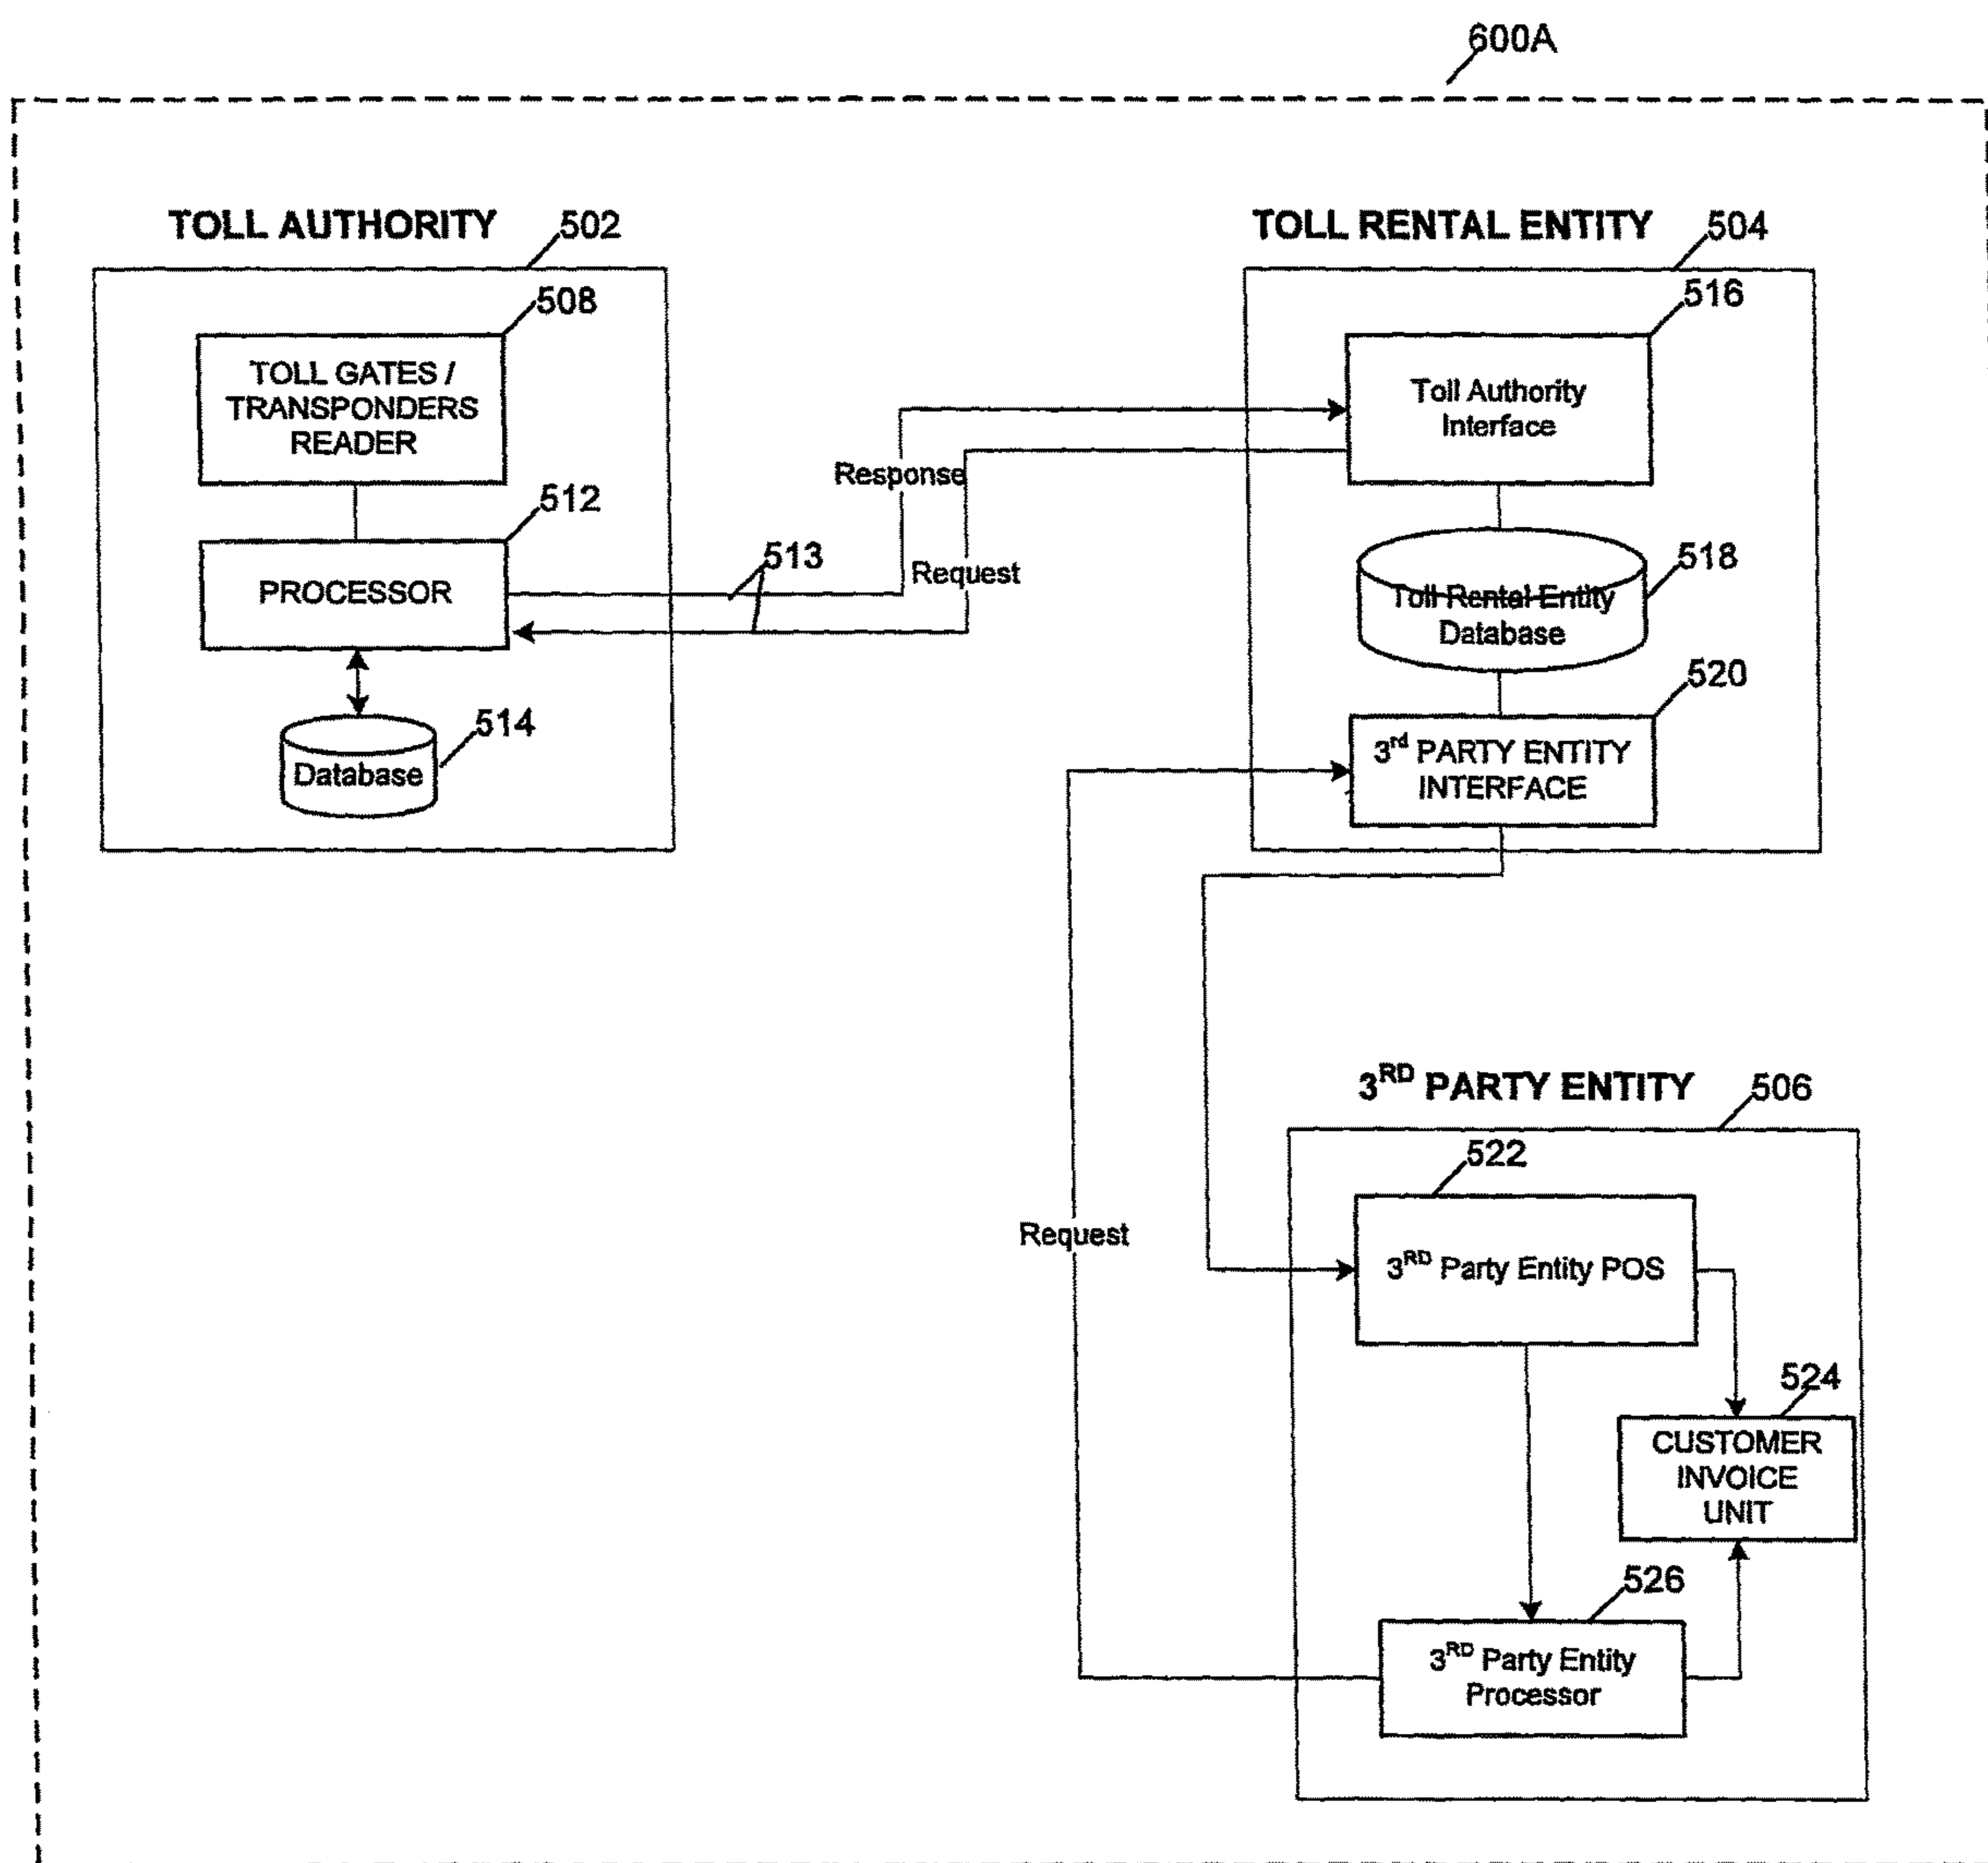 600A
TOLL AUTHORITY
502
508
TOLL GATES /
TRANSPONDERS
READER
512
PROCESSOR
513
514
Database
Response
Request
TOLL RENTAL ENTITY
504
516
Toll Authority
Interface
518
Toll Rental Entity
Database
520
3rd PARTY ENTITY
INTERFACE
Request
3RD PARTY ENTITY
506
522
3RD Party Entity POS
524
CUSTOMER
INVOICE
UNIT
526
3RD Party Entity
Processor